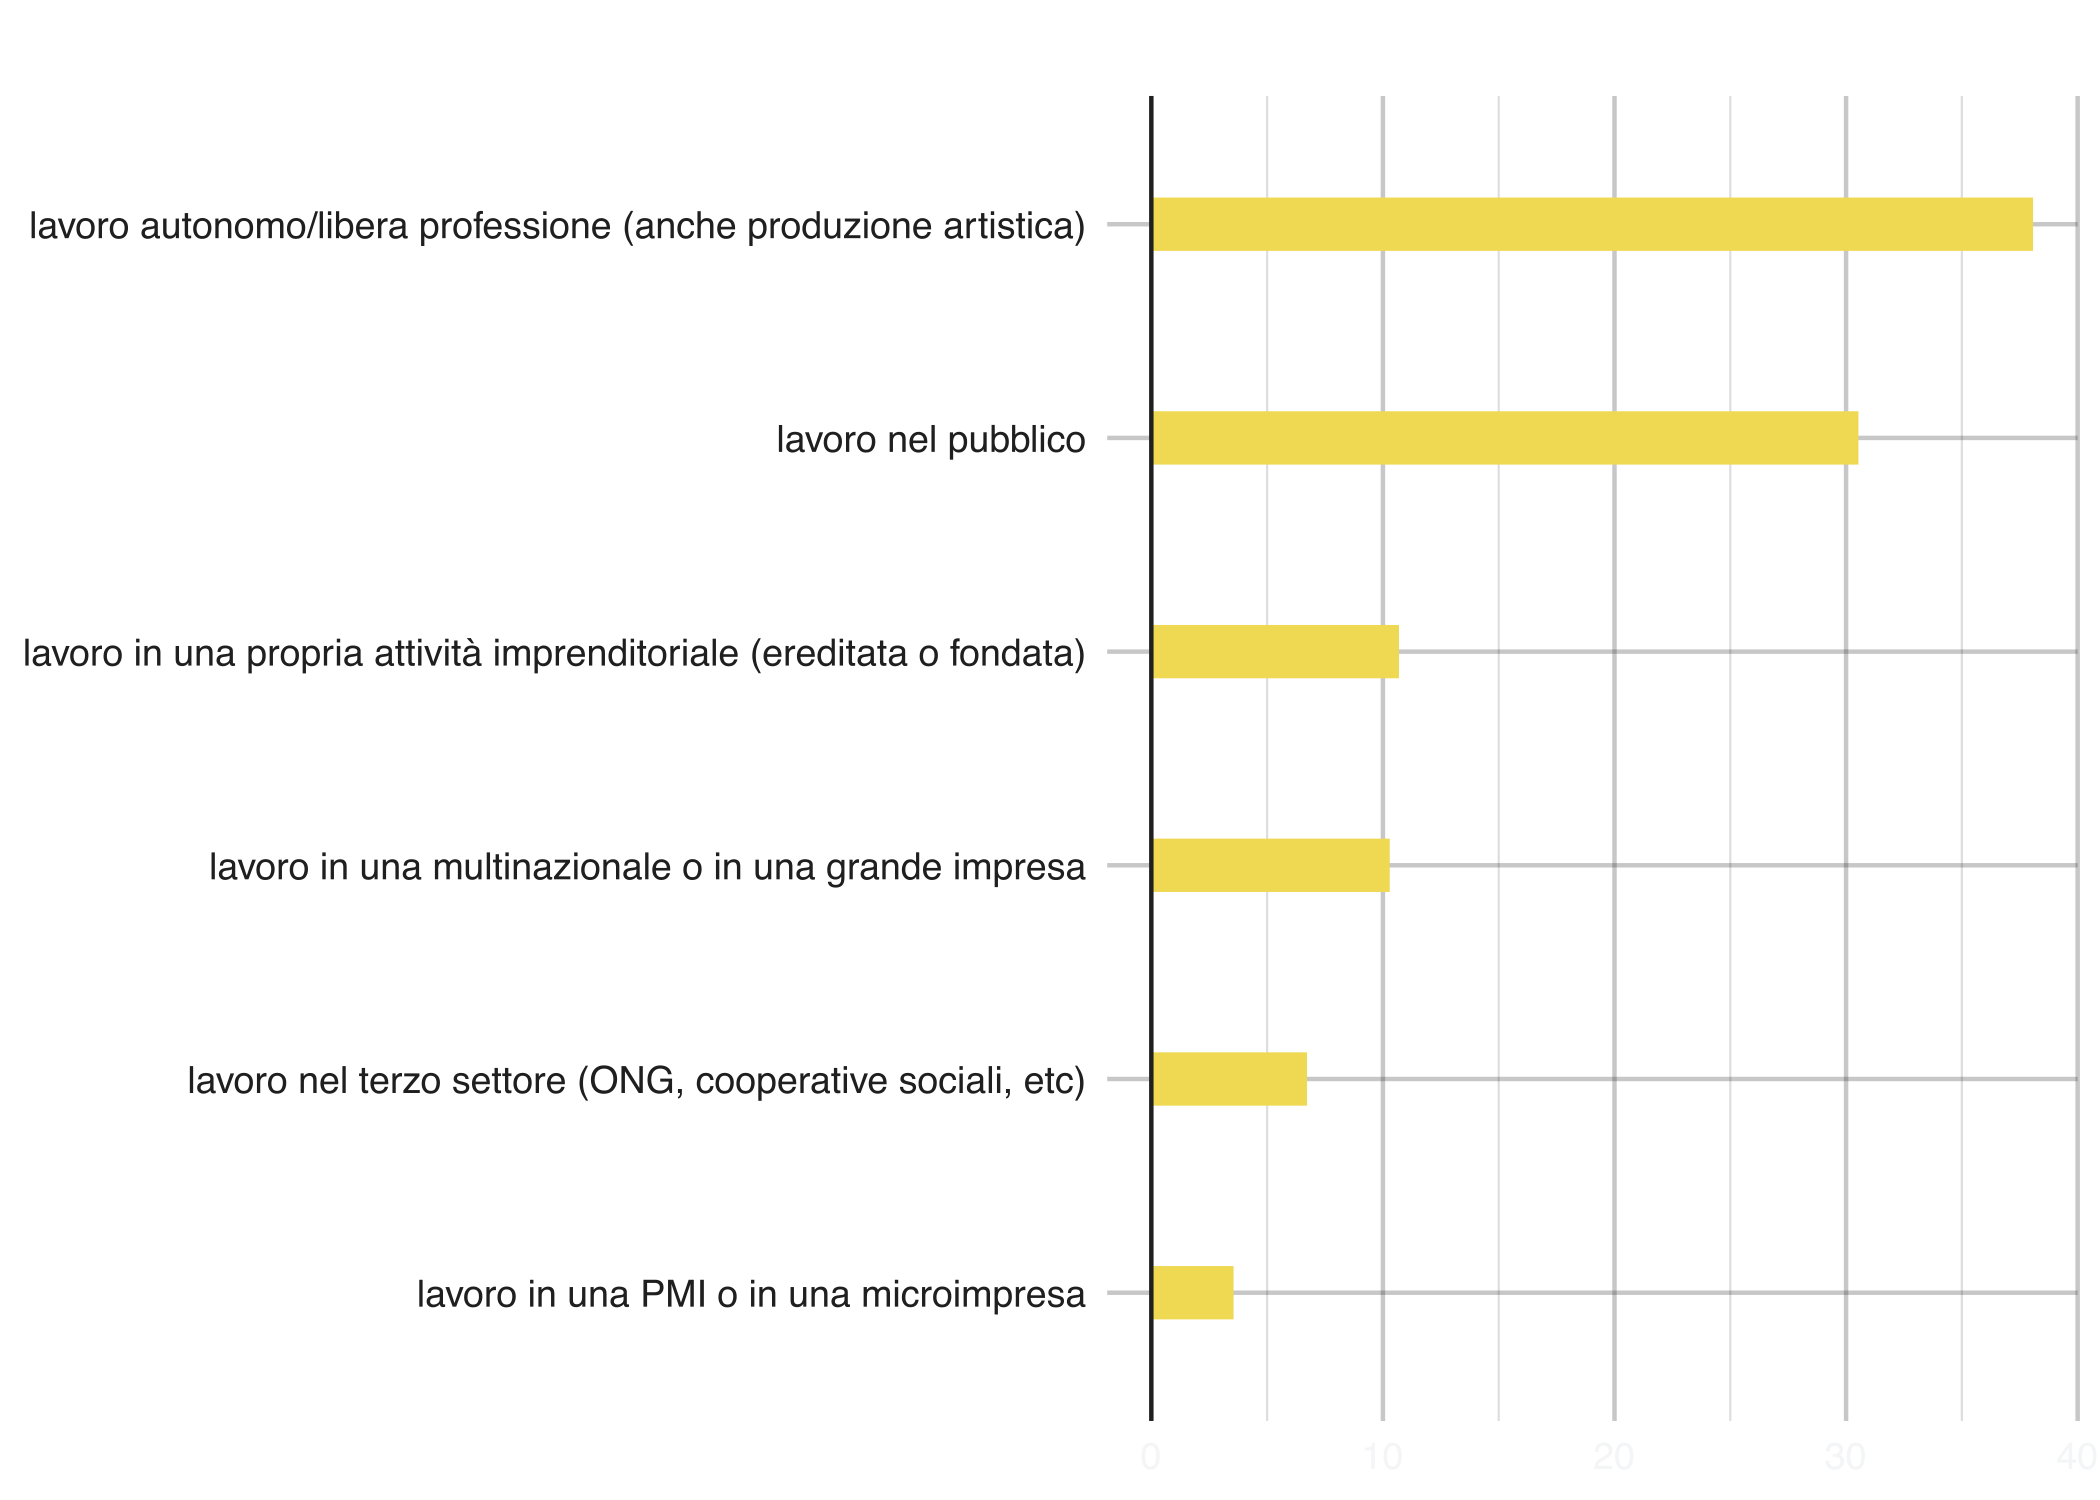 lavoro autonomo/libera professione (anche produzione artistica)
lavoro nel pubblico
lavoro in una propria attività imprenditoriale (ereditata o fondata)
lavoro in una multinazionale o in una grande impresa
lavoro nel terzo settore (ONG, cooperative sociali, etc)
lavoro in una PMI o in una microimpresa
0 10 20 30 40